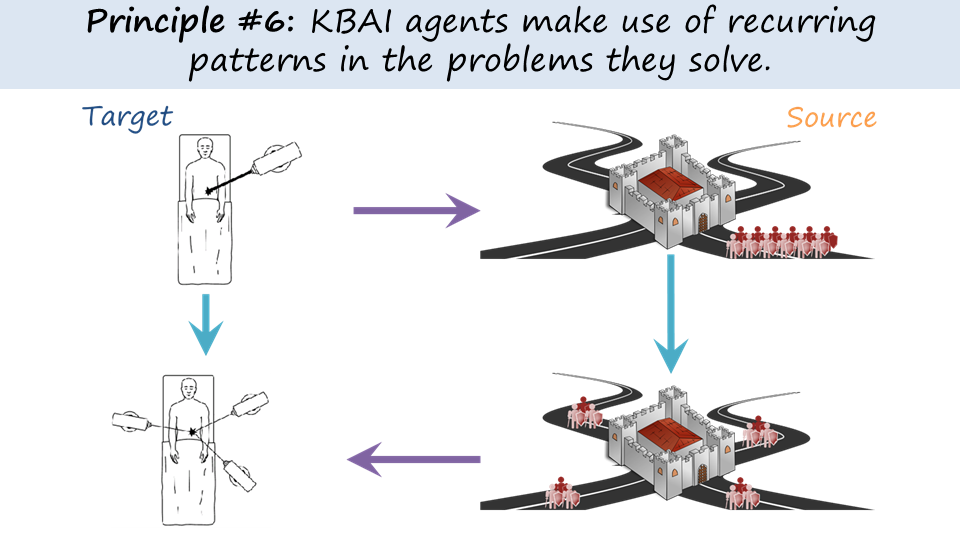 Principle #6: KBAI agents make use of recurring
patterns in the problems they solve.
Target
Source